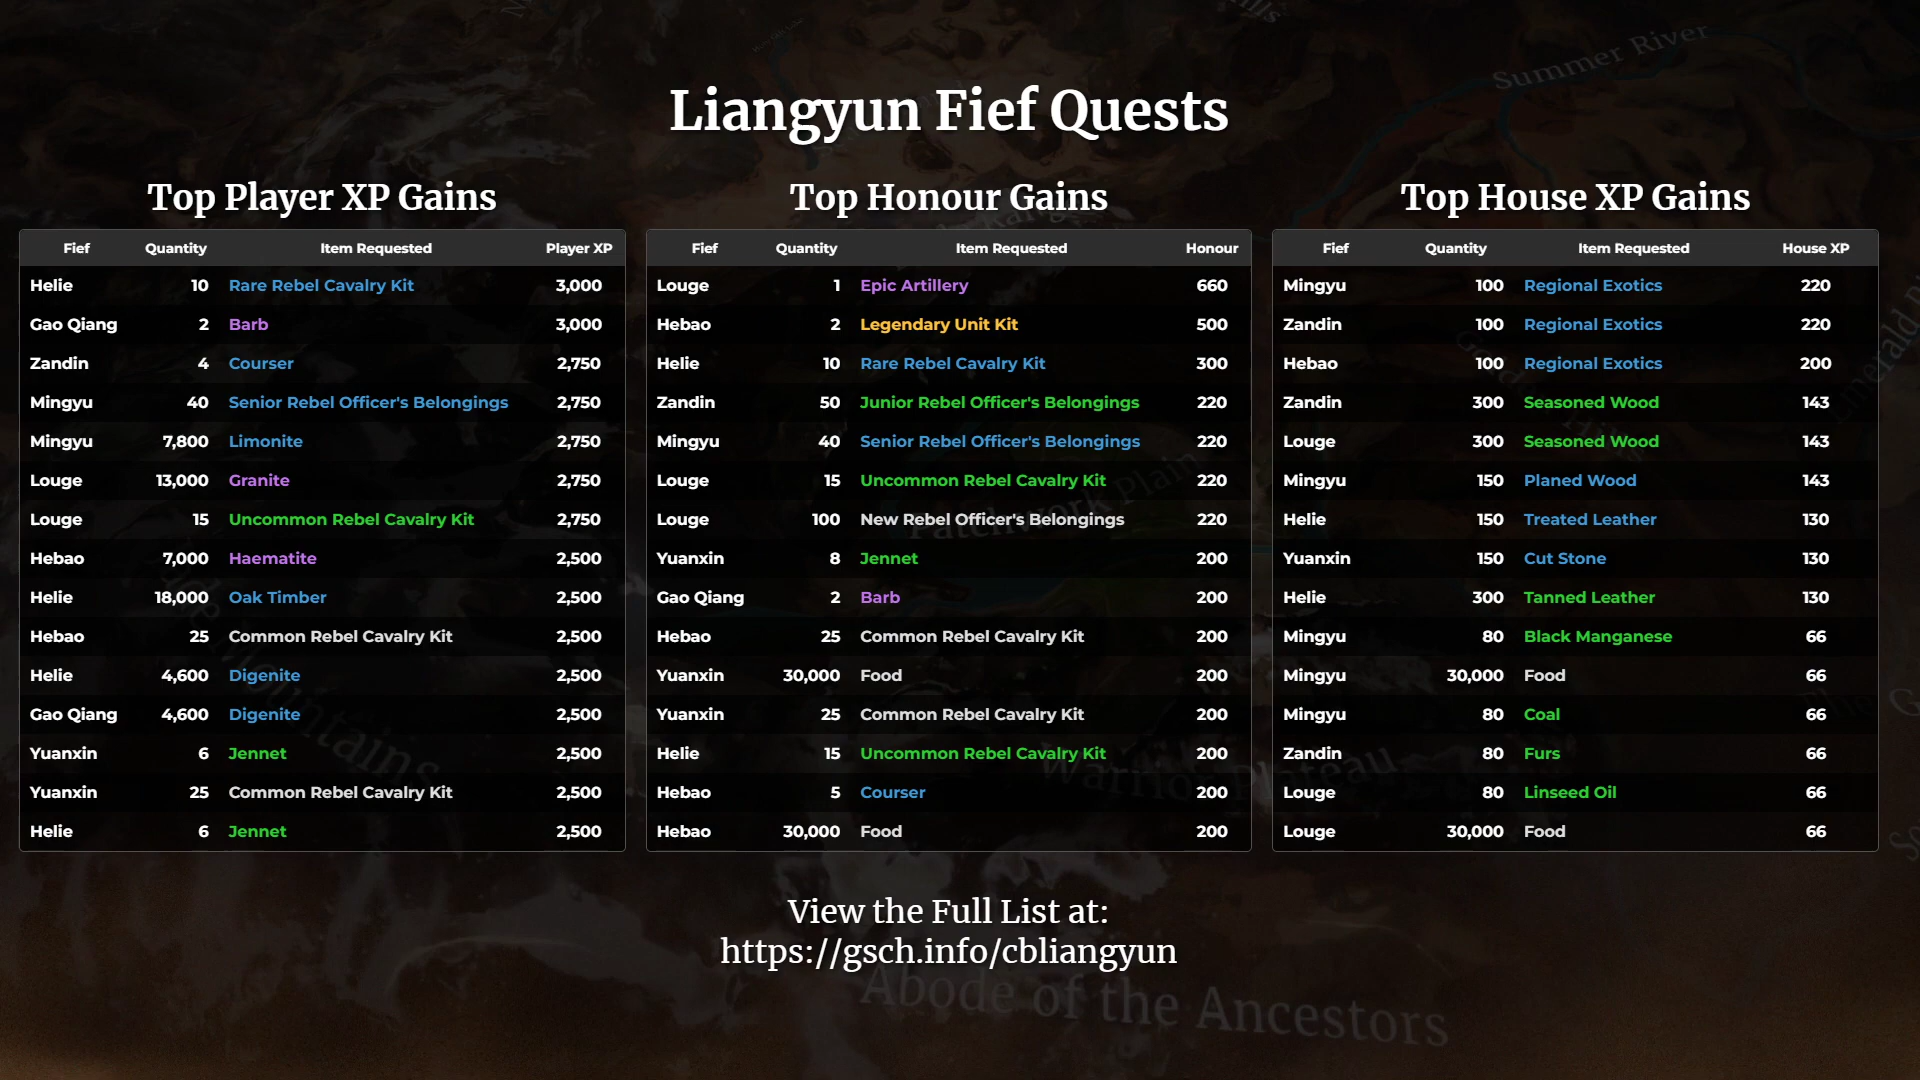 Summer River
Liangyun Fief Quests
Top Player XP Gains
Fief Quantity Item Requested Player XP
Helie 10 Rare Rebel Cavalry Kit 3,000
Gao Qiang 2 Barb 3,000
Zandin 4 Courser 2,750
Mingyu 40 Senior Rebel Officer's Belongings 2,750
Mingyu 7,800 Limonite 2,750
Louge 13,000 Granite 2,750
Louge 15 Uncommon Rebel Cavalry Kit 2,750
Hebao 7,000 Haematite 2,500
Helie 18,000 Oak Timber 2,500
Hebao 25 Common Rebel Cavalry Kit 2,500
Helie 4,600 Digenite 2,500
Gao Qiang 4,600 Digenite 2,500
Yuanxin 6 Jennet 2,500
Yuanxin 25 Common Rebel Cavalry Kit 2,500
Helie 6 Jennet 2,500
Top Honour Gains
Fief Quantity Item Requested Honour
Louge 1 Epic Artillery 660
Hebao 2 Legendary Unit Kit 500
Helie 10 Rare Rebel Cavalry Kit 300
Zandin 50 Junior Rebel Officer's Belongings 220
Mingyu 40 Senior Rebel Officer's Belongings 220
Louge 15 Uncommon Rebel Cavalry Kit 220
Louge 100 New Rebel Officer's Belongings 220
Yuanxin 8 Jennet 200
Gao Qiang 2 Barb 200
Hebao 25 Common Rebel Cavalry Kit 200
Yuanxin 30,000 Food 200
Yuanxin 25 Common Rebel Cavalry Kit 200
Helie 15 Uncommon Rebel Cavalry Kit 200
Hebao 5 Courser 200
Hebao 30,000 Food 200
Top House XP Gains
Fief Quantity Item Requested House XP
Mingyu 100 Regional Exotics 220
Zandin 100 Regional Exotics 220
Hebao 100 Regional Exotics 200
Zandin 300 Seasoned Wood 143
Louge 300 Seasoned Wood 143
Mingyu 150 Planed Wood 143
Helie 150 Treated Leather 130
Yuanxin 150 Cut Stone 130
Helie 300 Tanned Leather 130
Mingyu 80 Black Manganese 66
Mingyu 30,000 Food 66
Mingyu 80 Coal 66
Zandin 80 Furs 66
Louge 80 Linseed Oil 66
Louge 30,000 Food 66
Patchwork Plain
Warrior Plateau
View the Full List at:
https://gsch.info/cbliangyun
Abode of the Ancestors